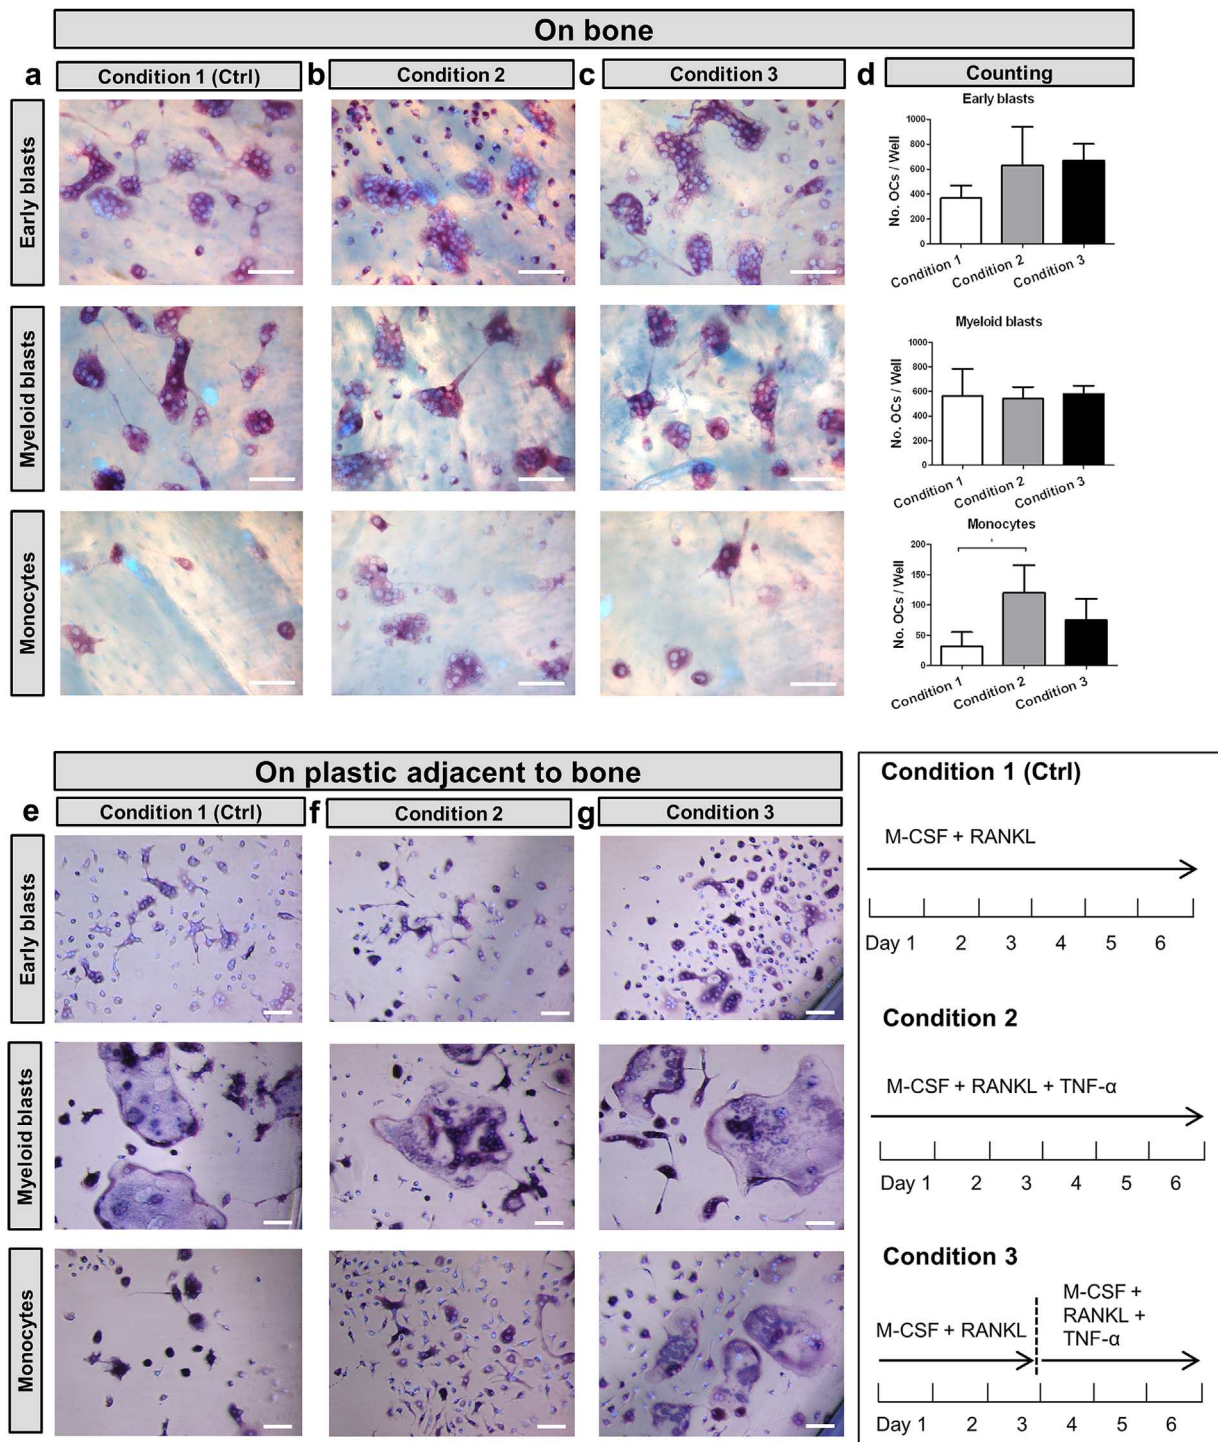 On bone
a
Condition 1 (Ctrl)
b
Condition 2
c
Condition 3
d
Counting
Early blasts
Early blasts
1000
800
600
400
200
0
No. OCs / Well
Condition 1
Condition 2
Condition 3
Myeloid blasts
Myeloid blasts
1000
800
600
400
200
0
No. OCs / Well
Condition 1
Condition 2
Condition 3
Monocytes
Monocytes
200
150
100
50
0
No. OCs / Well
Condition 1
Condition 2
Condition 3
On plastic adjacent to bone
e
Condition 1 (Ctrl)
f
Condition 2
g
Condition 3
Early blasts
Myeloid blasts
Monocytes
Condition 1 (Ctrl)
M-CSF + RANKL
Day 1 2 3 4 5 6
Condition 2
M-CSF + RANKL + TNF-α
Day 1 2 3 4 5 6
Condition 3
M-CSF + RANKL
M-CSF +
RANKL +
TNF-α
Day 1 2 3 4 5 6